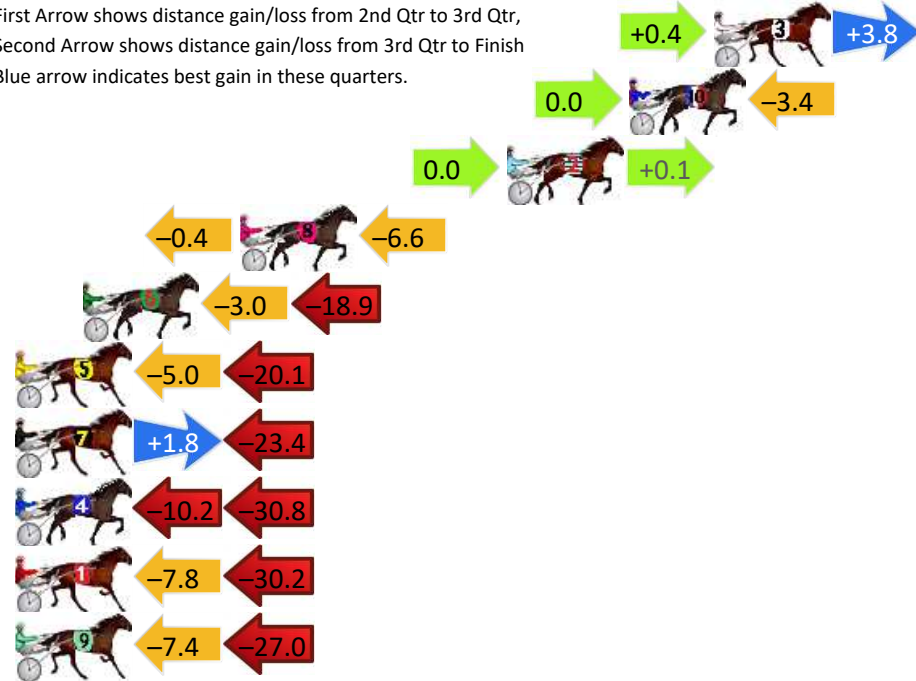 First Arrow shows distance gain/loss from 2nd Qtr to 3rd Qtr,
Second Arrow shows distance gain/loss from 3rd Qtr to Finish
Blue arrow indicates best gain in these quarters.
+0.4 3 +3.8
0.0 10 −3.4
0.0 2 +0.1
−0.4 8 −6.6
−3.0 −18.9
5 −5.0 −20.1
7 +1.8 −23.4
4 −10.2 −30.8
1 −7.8 −30.2
9 −7.4 −27.0